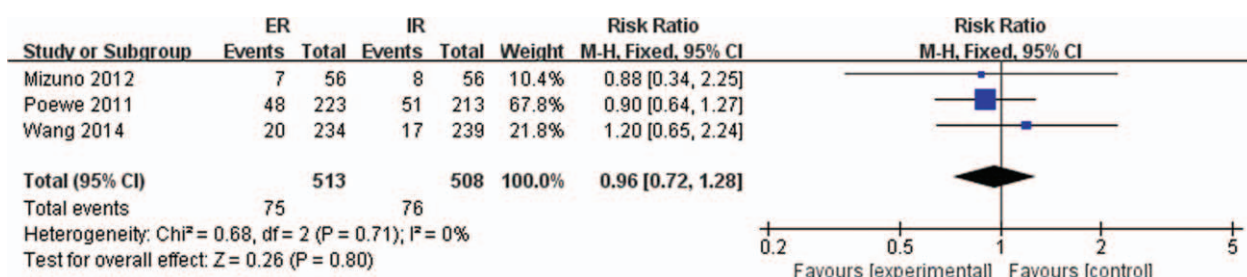 ER IR Risk Ratio Risk Ratio
Study or Subgroup Events Total Events Total Weight M-H, Fixed, 95% CI M-H, Fixed, 95% CI
Mizuno 2012 7 56 8 56 10.4% 0.88 [0.34, 2.25]
Poewe 2011 48 223 51 213 67.8% 0.90 [0.64, 1.27]
Wang 2014 20 234 17 239 21.8% 1.20 [0.65, 2.24]
Total (95% CI) 513 508 100.0% 0.96 [0.72, 1.28]
Total events 75 76
Heterogeneity: Chi² = 0.68, df = 2 (P = 0.71); I² = 0%
Test for overall effect: Z = 0.26 (P = 0.80)
0.2 0.5 1 2 5
Favours [experimental] Favours [control]